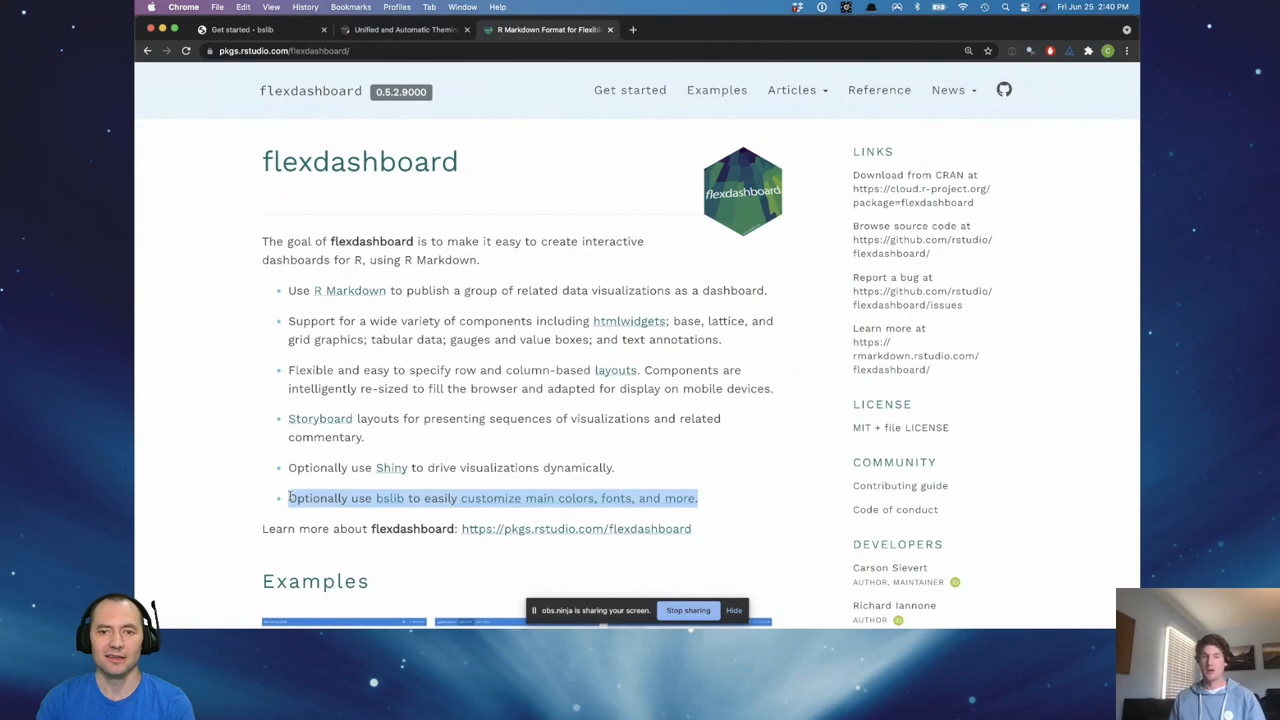 Chrome File Edit View History Bookmarks Profiles Tab Window Help Fri Jun 25 2:40 PM
Get started • bslib Unified and Automatic Theming R Markdown Format for Flexible
pkgs.rstudio.com/flexdashboard/
flexdashboard 0.5.2.9000 Get started Examples Articles Reference News
flexdashboard
flexdashboard
The goal of flexdashboard is to make it easy to create interactive
dashboards for R, using R Markdown.
Use R Markdown to publish a group of related data visualizations as a dashboard.
Support for a wide variety of components including htmlwidgets; base, lattice, and
grid graphics; tabular data; gauges and value boxes; and text annotations.
Flexible and easy to specify row and column-based layouts. Components are
intelligently re-sized to fill the browser and adapted for display on mobile devices.
Storyboard layouts for presenting sequences of visualizations and related
commentary.
Optionally use Shiny to drive visualizations dynamically.
Optionally use bslib to easily customize main colors, fonts, and more.
Learn more about flexdashboard: https://pkgs.rstudio.com/flexdashboard
Examples
LINKS
Download from CRAN at
https://cloud.r-project.org/
package=flexdashboard
Browse source code at
https://github.com/rstudio/
flexdashboard/
Report a bug at
https://github.com/rstudio/
flexdashboard/issues
Learn more at
https://
rmarkdown.rstudio.com/
flexdashboard/
LICENSE
MIT + file LICENSE
COMMUNITY
Contributing guide
Code of conduct
DEVELOPERS
Carson Sievert
AUTHOR, MAINTAINER
Richard Iannone
AUTHOR
obs.ninja is sharing your screen. Stop sharing Hide